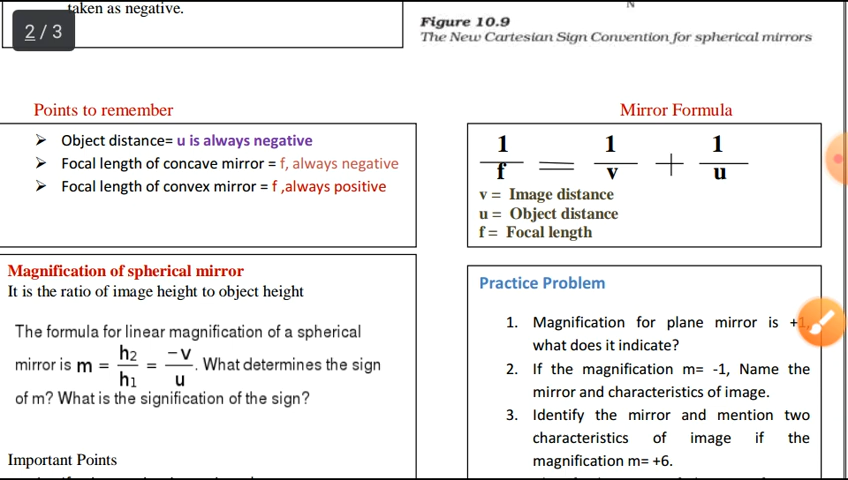 taken as negative.
2 / 3
N
Figure 10.9
The New Cartesian Sign Convention for spherical mirrors
Points to remember
➤ Object distance= u is always negative
➤ Focal length of concave mirror = f, always negative
➤ Focal length of convex mirror = f ,always positive
Mirror Formula
1/f = 1/v + 1/u
v = Image distance
u = Object distance
f = Focal length
Magnification of spherical mirror
It is the ratio of image height to object height
The formula for linear magnification of a spherical
mirror is m = h2/h1 = -v/u. What determines the sign
of m? What is the signification of the sign?
Important Points
Practice Problem
1. Magnification for plane mirror is +1,
what does it indicate?
2. If the magnification m= -1, Name the
mirror and characteristics of image.
3. Identify the mirror and mention two
characteristics of image if the
magnification m= +6.